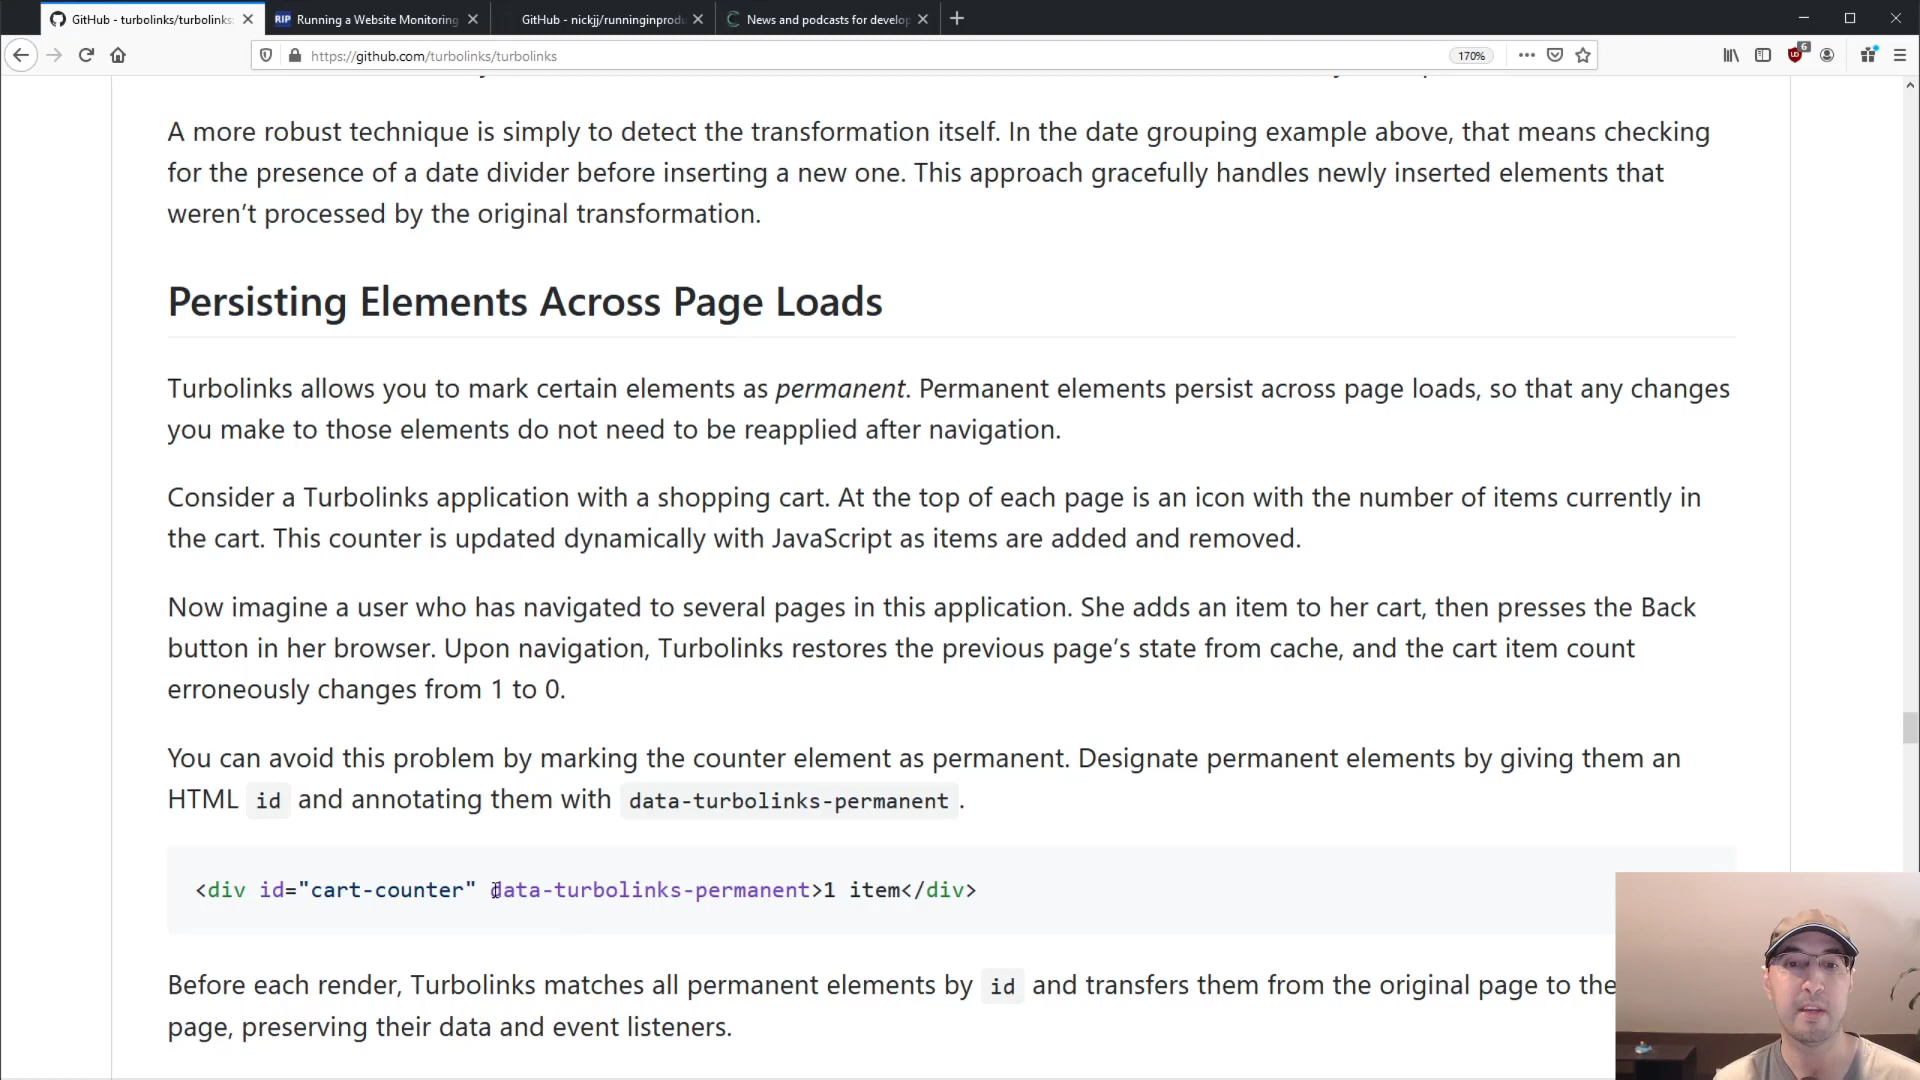 GitHub - turbolinks/turbolinks:
RIP Running a Website Monitoring
GitHub - nickjj/runninginprodu
News and podcasts for develop
https://github.com/turbolinks/turbolinks
170%
6
A more robust technique is simply to detect the transformation itself. In the date grouping example above, that means checking
for the presence of a date divider before inserting a new one. This approach gracefully handles newly inserted elements that
weren’t processed by the original transformation.
Persisting Elements Across Page Loads
Turbolinks allows you to mark certain elements as permanent. Permanent elements persist across page loads, so that any changes
you make to those elements do not need to be reapplied after navigation.
Consider a Turbolinks application with a shopping cart. At the top of each page is an icon with the number of items currently in
the cart. This counter is updated dynamically with JavaScript as items are added and removed.
Now imagine a user who has navigated to several pages in this application. She adds an item to her cart, then presses the Back
button in her browser. Upon navigation, Turbolinks restores the previous page’s state from cache, and the cart item count
erroneously changes from 1 to 0.
You can avoid this problem by marking the counter element as permanent. Designate permanent elements by giving them an
HTML id and annotating them with data-turbolinks-permanent .
<div id="cart-counter" data-turbolinks-permanent>1 item</div>
Before each render, Turbolinks matches all permanent elements by id and transfers them from the original page to the
page, preserving their data and event listeners.